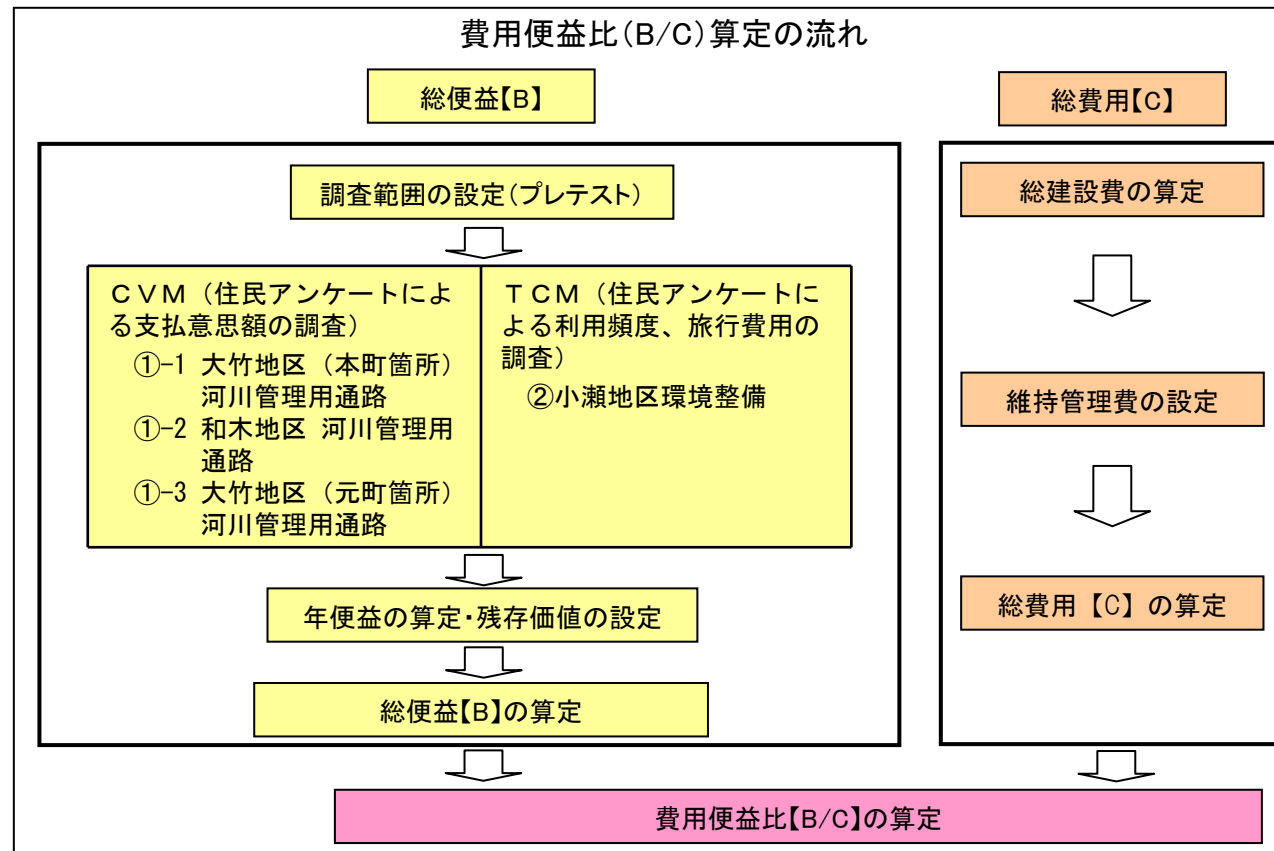 費用便益比(B/C)算定の流れ
総便益【B】
調査範囲の設定(プレテスト)
CVM(住民アンケートによ
る支払意思額の調査)
①-1 大竹地区(本町箇所)
河川管理用通路
①-2 和木地区 河川管理用
通路
①-3 大竹地区(元町箇所)
河川管理用通路
TCM(住民アンケートに
よる利用頻度、旅行費用の
調査)
②小瀬地区環境整備
年便益の算定・残存価値の設定
総便益【B】の算定
総費用【C】
総建設費の算定
維持管理費の設定
総費用【C】の算定
費用便益比【B/C】の算定